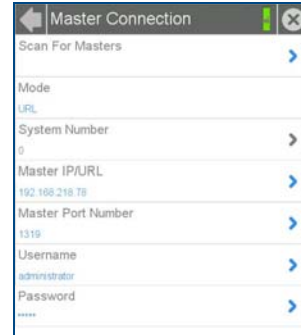 Master Connection
Scan For Masters
Mode
URL
System Number
0
Master IP/URL
192.168.218.78
Master Port Number
1319
Username
administrator
Password
•••••